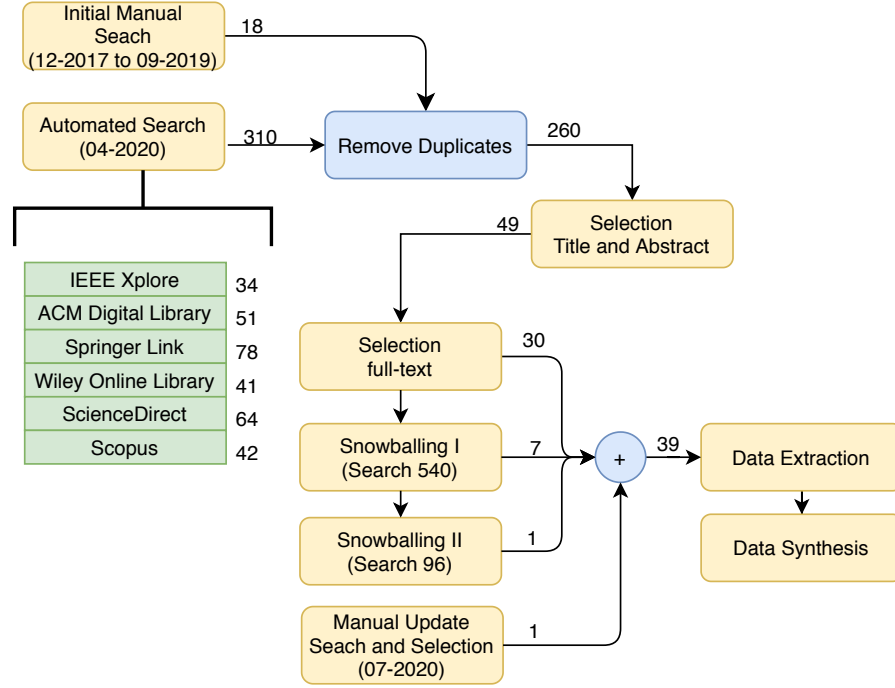 Initial Manual
Seach
(12-2017 to 09-2019)
18
Automated Search
(04-2020)
310
Remove Duplicates
260
Selection
Title and Abstract
49
IEEE Xplore
34
ACM Digital Library
51
Springer Link
78
Wiley Online Library
41
ScienceDirect
64
Scopus
42
Selection
full-text
30
Snowballing I
(Search 540)
7
Snowballing II
(Search 96)
1
Manual Update
Seach and Selection
(07-2020)
1
+
39
Data Extraction
Data Synthesis